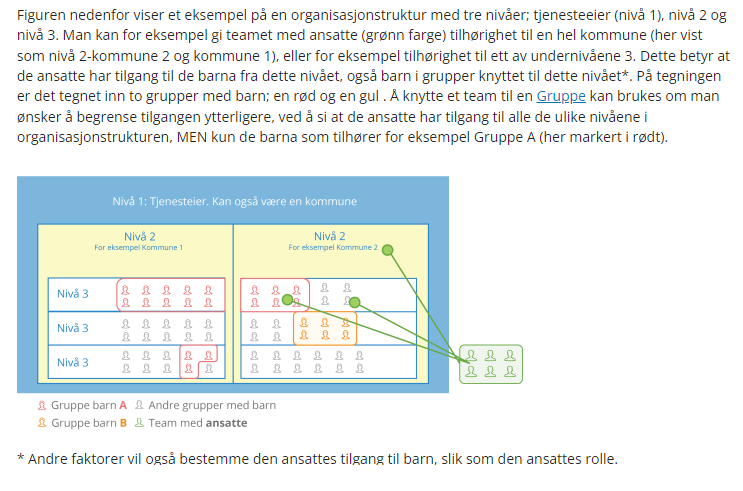 Figuren nedenfor viser et eksempel på en organisasjonstruktur med tre nivåer; tjenesteeier (nivå 1), nivå 2 og
nivå 3. Man kan for eksempel gi teamet med ansatte (grønn farge) tilhørighet til en hel kommune (her vist
som nivå 2-kommune 2 og kommune 1), eller for eksempel tilhørighet til ett av undernivåene 3. Dette betyr at
de ansatte har tilgang til de barna fra dette nivået, også barn i grupper knyttet til dette nivået*. På tegningen
er det tegnet inn to grupper med barn; en rød og en gul . Å knytte et team til en Gruppe kan brukes om man
ønsker å begrense tilgangen ytterligere, ved å si at de ansatte har tilgang til alle de ulike nivåene i
organisasjonstrukturen, MEN kun de barna som tilhører for eksempel Gruppe A (her markert i rødt).
Nivå 1: Tjenesteier. Kan også være en kommune
Nivå 2
For eksempel Kommune 1
Nivå 2
For eksempel Kommune 2
Nivå 3
Nivå 3
Nivå 3
Gruppe barn A
Andre grupper med barn
Gruppe barn B
Team med ansatte
* Andre faktorer vil også bestemme den ansattes tilgang til barn, slik som den ansattes rolle.